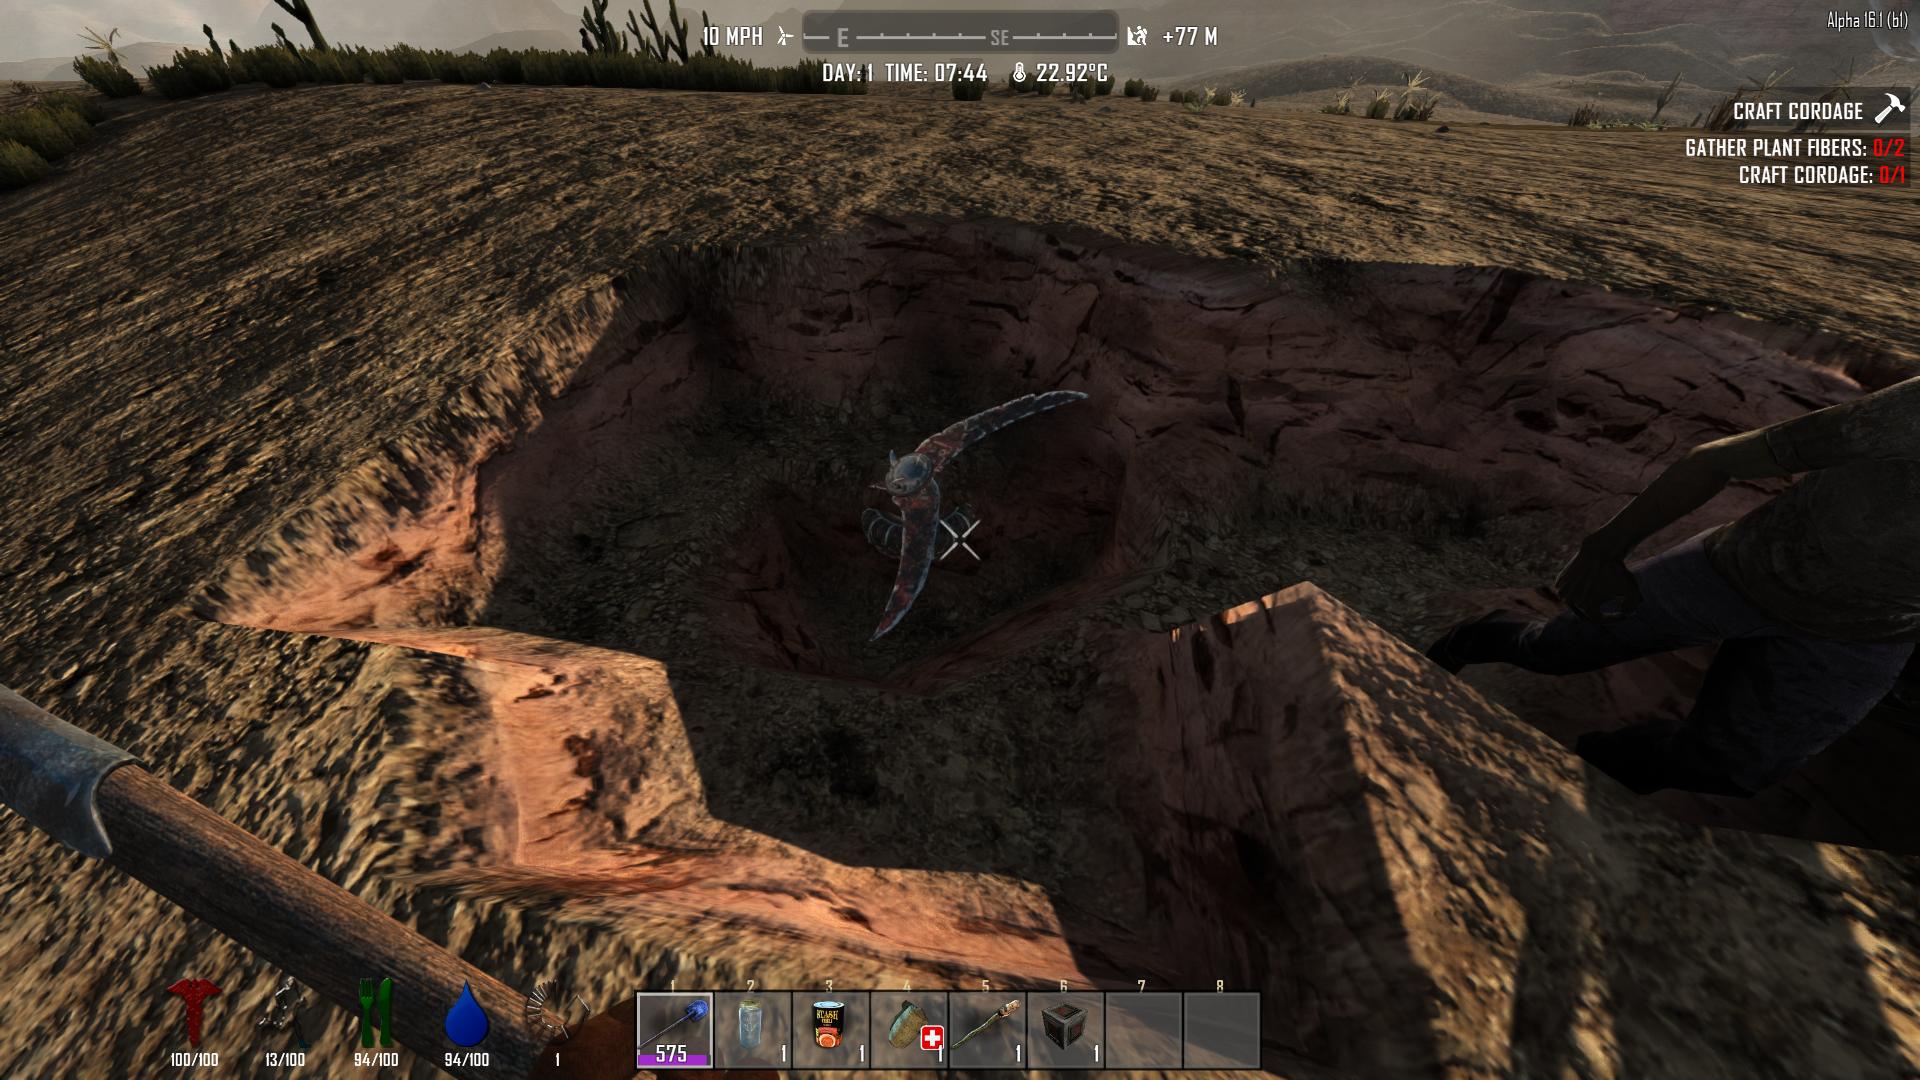 Alpha 16.1 (b1)
10 MPH E SE +77 M
DAY: 1 TIME: 07:44 22.92°C
CRAFT CORDAGE
GATHER PLANT FIBERS: 0/2
CRAFT CORDAGE: 0/1
1 2 3 4 5 6 7 8
575 1 1 1 1 1
100/100 13/100 94/100 94/100 1